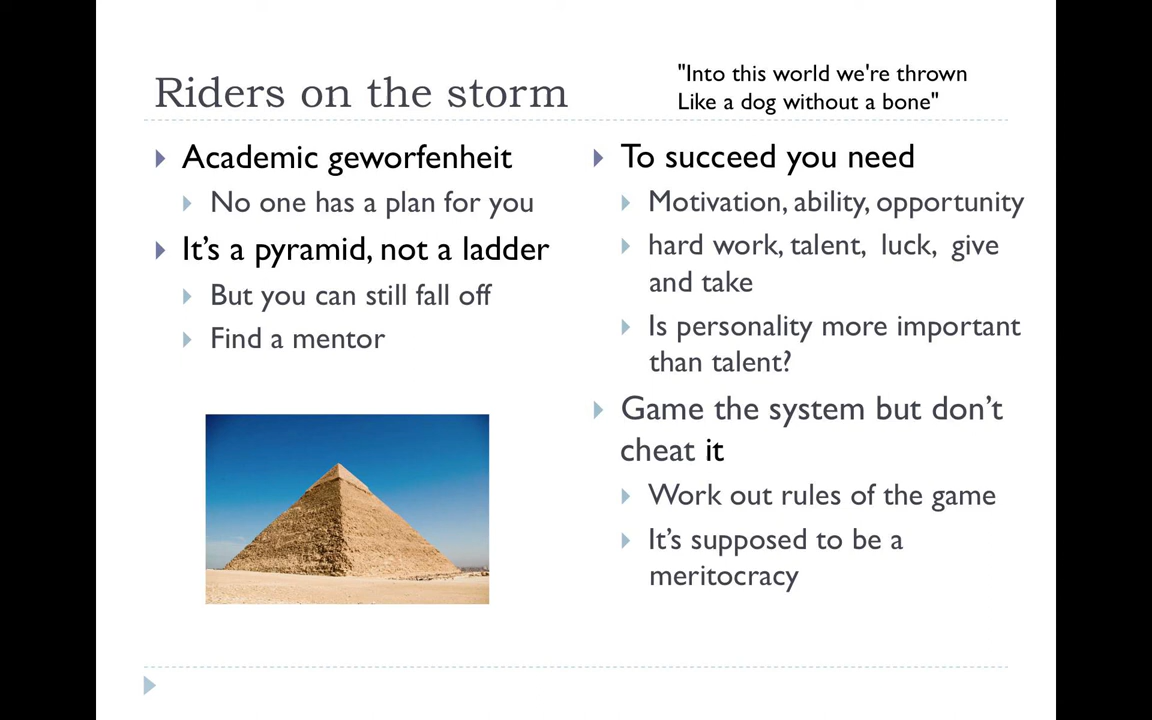 Riders on the storm
"Into this world we're thrown
Like a dog without a bone"
Academic geworfenheit
No one has a plan for you
It’s a pyramid, not a ladder
But you can still fall off
Find a mentor
To succeed you need
Motivation, ability, opportunity
hard work, talent, luck, give
and take
Is personality more important
than talent?
Game the system but don’t
cheat it
Work out rules of the game
It’s supposed to be a
meritocracy